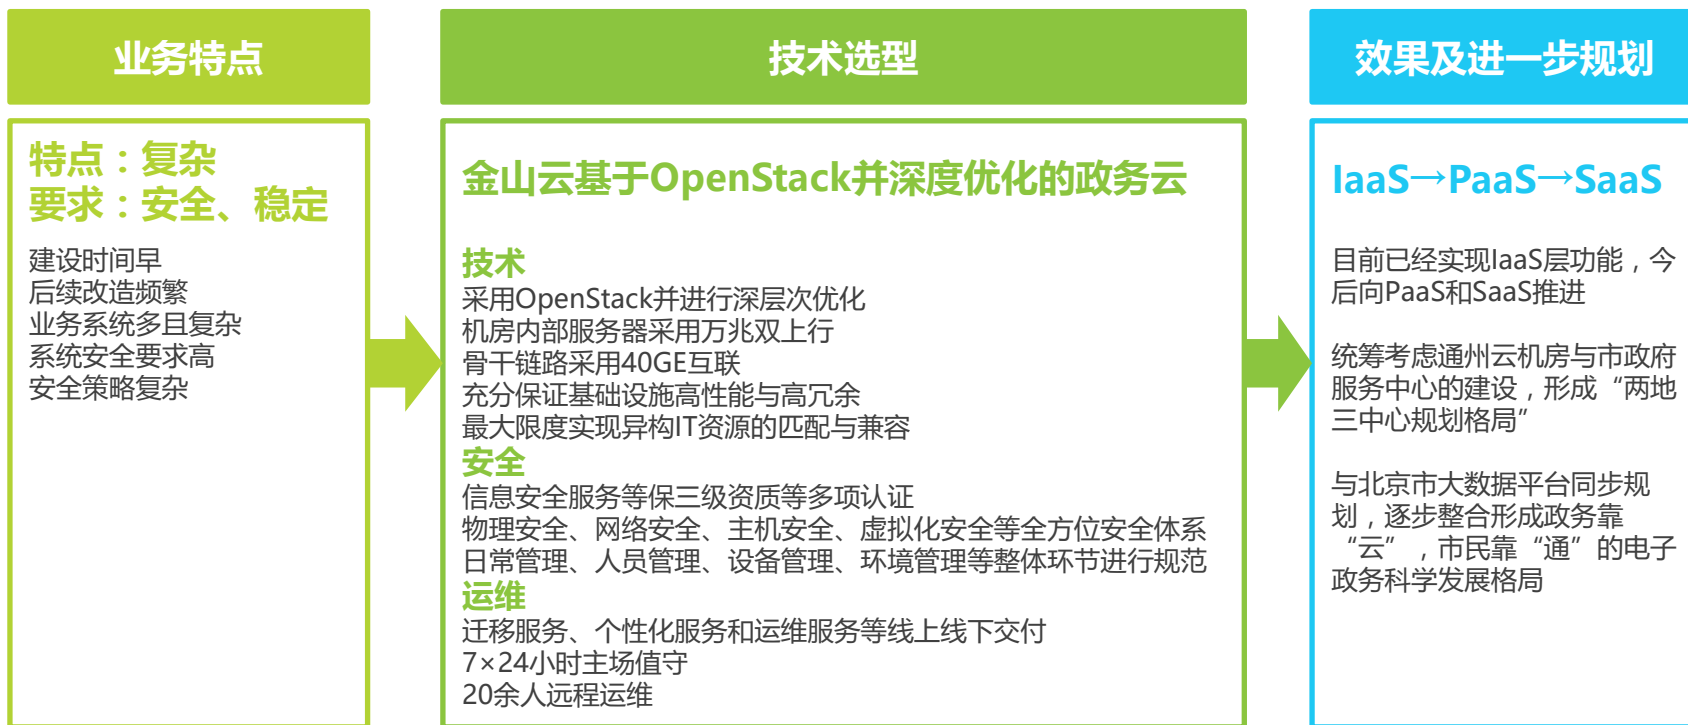 业务特点
特点：复杂
要求：安全、稳定
建设时间早
后续改造频繁
业务系统多且复杂
系统安全要求高
安全策略复杂
技术选型
金山云基于OpenStack并深度优化的政务云
技术
采用OpenStack并进行深层次优化
机房内部服务器采用万兆双上行
骨干链路采用40GE互联
充分保证基础设施高性能与高冗余
最大限度实现异构IT资源的匹配与兼容
安全
信息安全服务等保三级资质等多项认证
物理安全、网络安全、主机安全、虚拟化安全等全方位安全体系
日常管理、人员管理、设备管理、环境管理等整体环节进行规范
运维
迁移服务、个性化服务和运维服务等线上线下交付
7×24小时主场值守
20余人远程运维
效果及进一步规划
IaaS→PaaS→SaaS
目前已经实现IaaS层功能，今
后向PaaS和SaaS推进
统筹考虑通州云机房与市政府
服务中心的建设，形成“两地
三中心规划格局”
与北京市大数据平台同步规
划，逐步整合形成政务靠
“云”，市民靠“通”的电子
政务科学发展格局